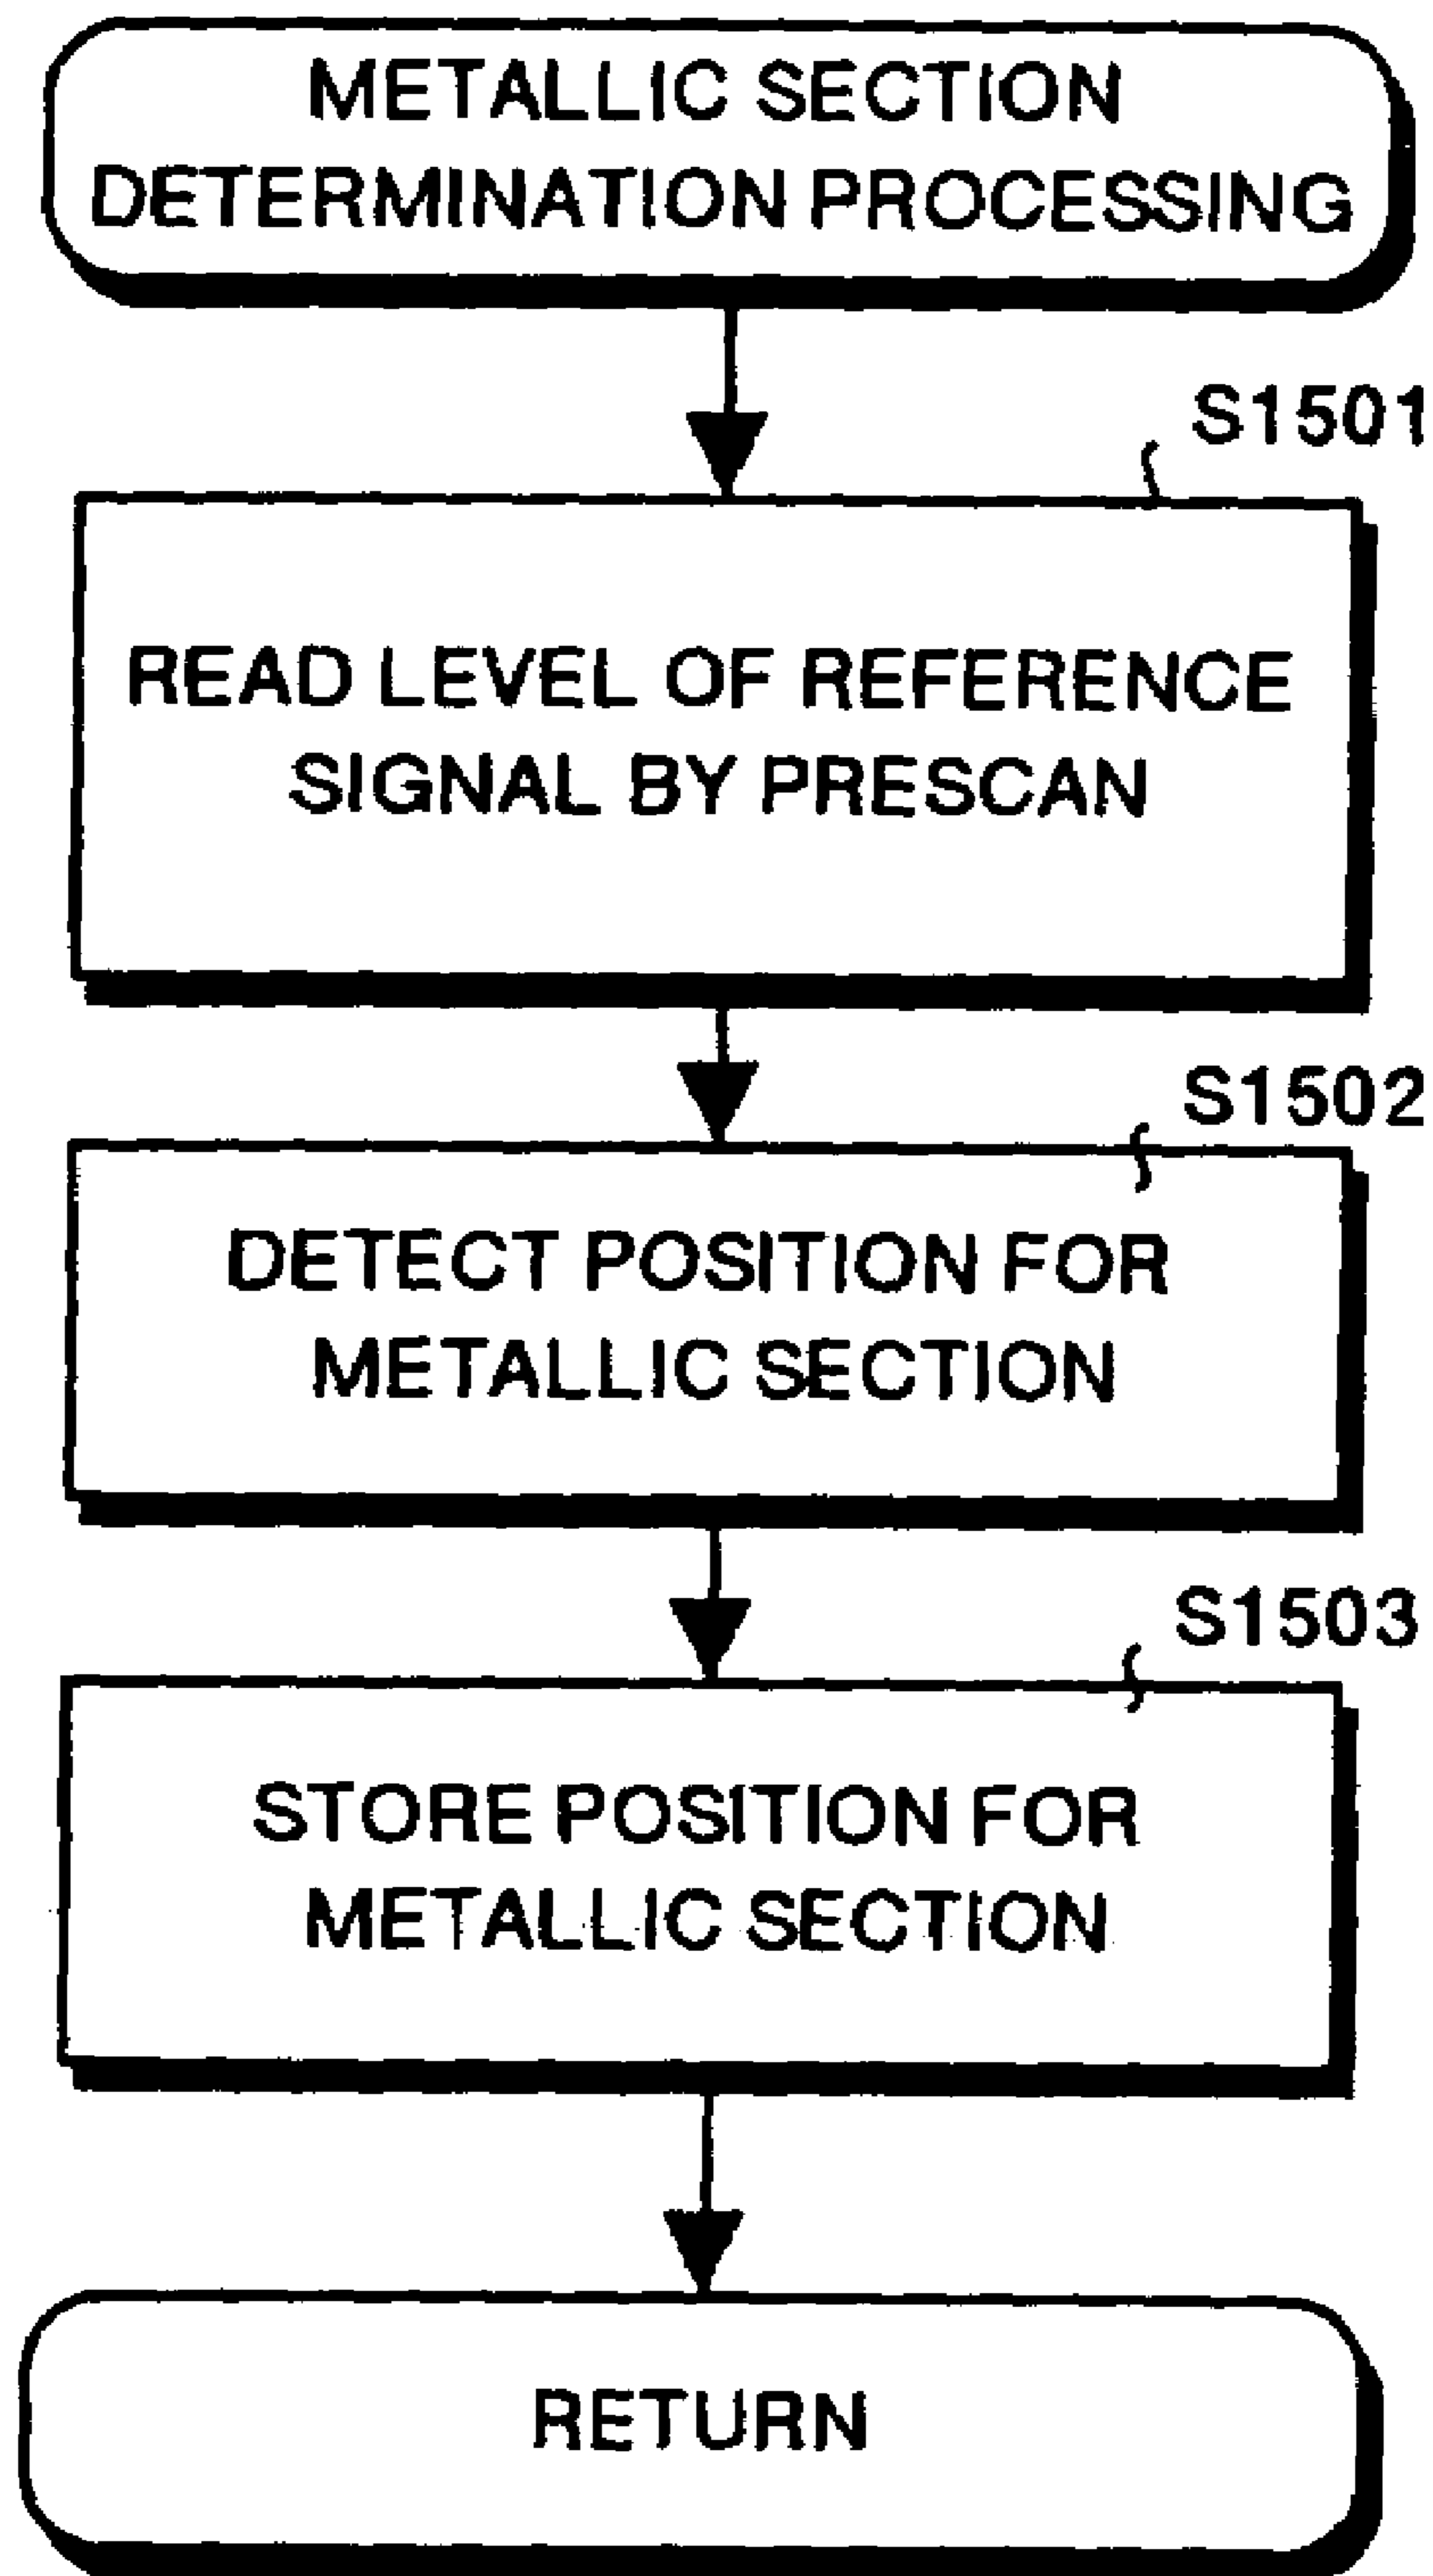 METALLIC SECTION
DETERMINATION PROCESSING
S1501
READ LEVEL OF REFERENCE
SIGNAL BY PRESCAN
S1502
DETECT POSITION FOR
METALLIC SECTION
S1503
STORE POSITION FOR
METALLIC SECTION
RETURN